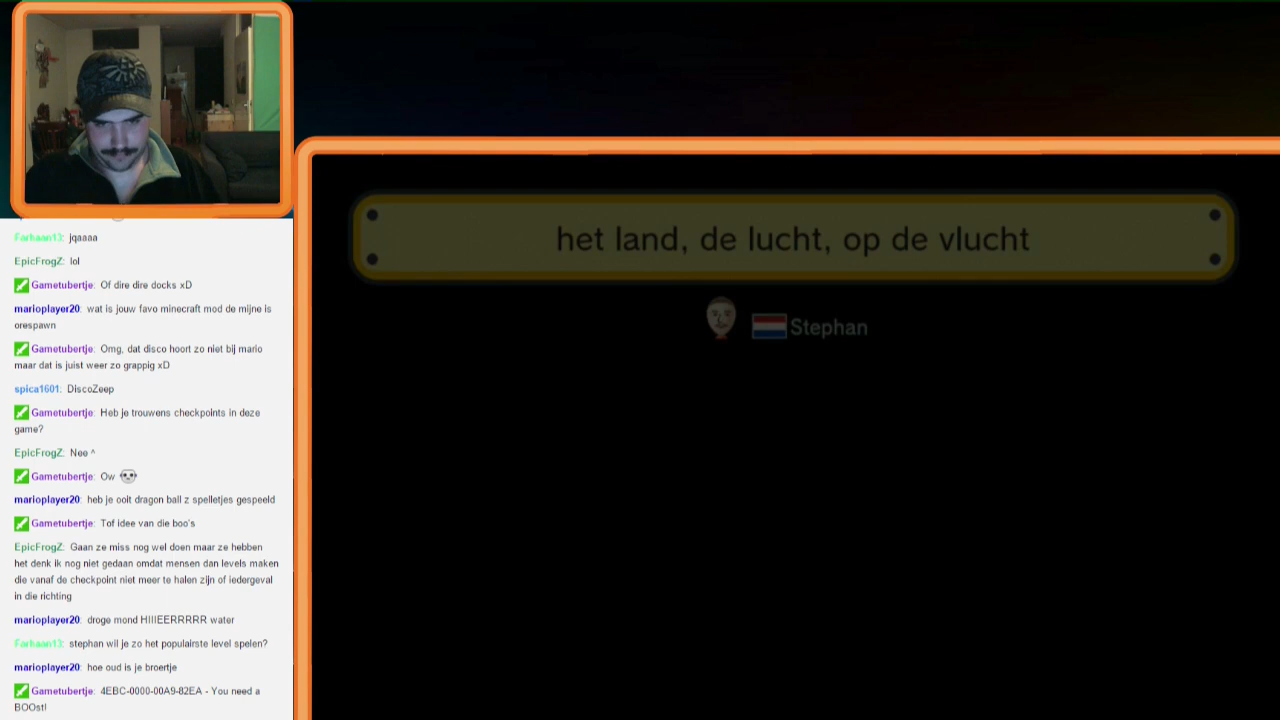 Farhaan13: jqaaaa
EpicFrogZ: lol
Gametubertje: Of dire dire docks xD
marioplayer20: wat is jouw favo minecraft mod de mijne is
orespawn
Gametubertje: Omg, dat disco hoort zo niet bij mario
maar dat is juist weer zo grappig xD
spica1601: DiscoZeep
Gametubertje: Heb je trouwens checkpoints in deze
game?
EpicFrogZ: Nee ^
Gametubertje: Ow
marioplayer20: heb je ooit dragon ball z spelletjes gespeeld
Gametubertje: Tof idee van die boo's
EpicFrogZ: Gaan ze miss nog wel doen maar ze hebben
het denk ik nog niet gedaan omdat mensen dan levels maken
die vanaf de checkpoint niet meer te halen zijn of iedergeval
in die richting
marioplayer20: droge mond HIIIEERRRRR water
Farhaan13: stephan wil je zo het populairste level spelen?
marioplayer20: hoe oud is je broertje
Gametubertje: 4EBC-0000-00A9-82EA - You need a
BOOst!
het land, de lucht, op de vlucht
Stephan